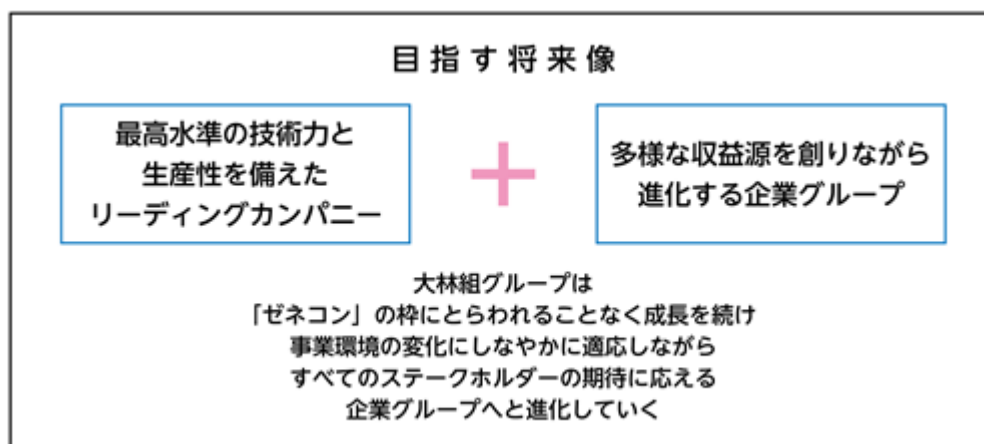 目指す将来像
最高水準の技術力と
生産性を備えた
リーディングカンパニー
+
多様な収益源を創りながら
進化する企業グループ
大林組グループは
「ゼネコン」の枠にとらわれることなく成長を続け
事業環境の変化にしなやかに適応しながら
すべてのステークホルダーの期待に応える
企業グループへと進化していく